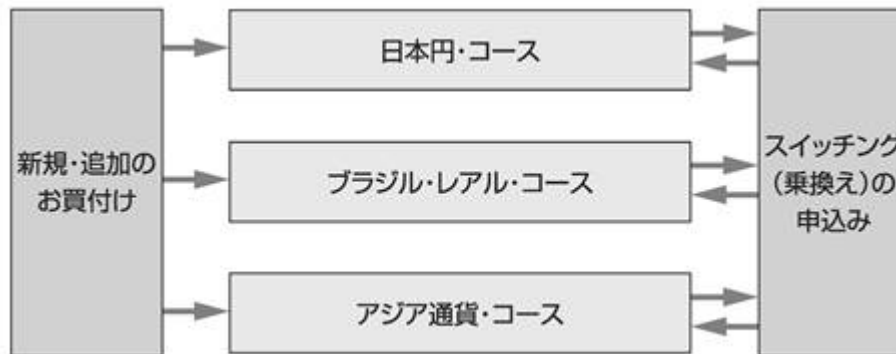 新規・追加の
お買付け
日本円・コース
ブラジル・レアル・コース
アジア通貨・コース
スイッチング
(乗換え)の
申込み